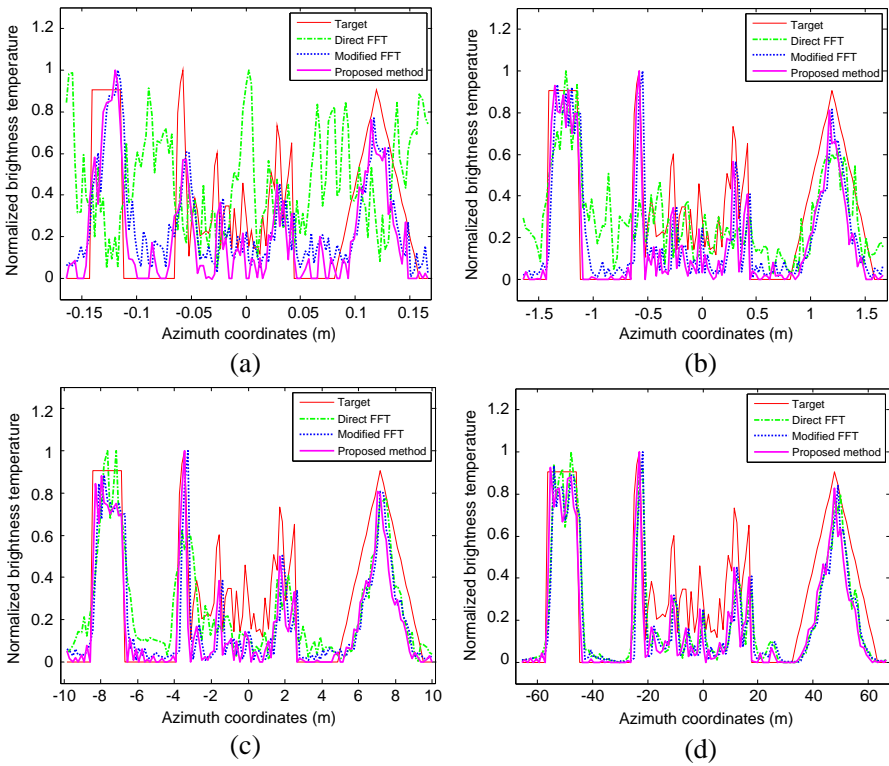 Normalized brightness temperature
1.2
1
0.8
0.6
0.4
0.2
0
-0.15
-0.1
-0.05
0
0.05
0.1
0.15
Azimuth coordinates (m)
Target
Direct FFT
Modified FFT
Proposed method
(a)
Normalized brightness temperature
1.2
1
0.8
0.6
0.4
0.2
0
-1.5
-1
-0.5
0
0.5
1
1.5
Azimuth coordinates (m)
Target
Direct FFT
Modified FFT
Proposed method
(b)
Normalized brightness temperature
1.2
1
0.8
0.6
0.4
0.2
0
-10
-8
-6
-4
-2
0
2
4
6
8
10
Azimuth coordinates (m)
Target
Direct FFT
Modified FFT
Proposed method
(c)
Normalized brightness temperature
1.2
1
0.8
0.6
0.4
0.2
0
-60
-40
-20
0
20
40
60
Azimuth coordinates (m)
Target
Direct FFT
Modified FFT
Proposed method
(d)